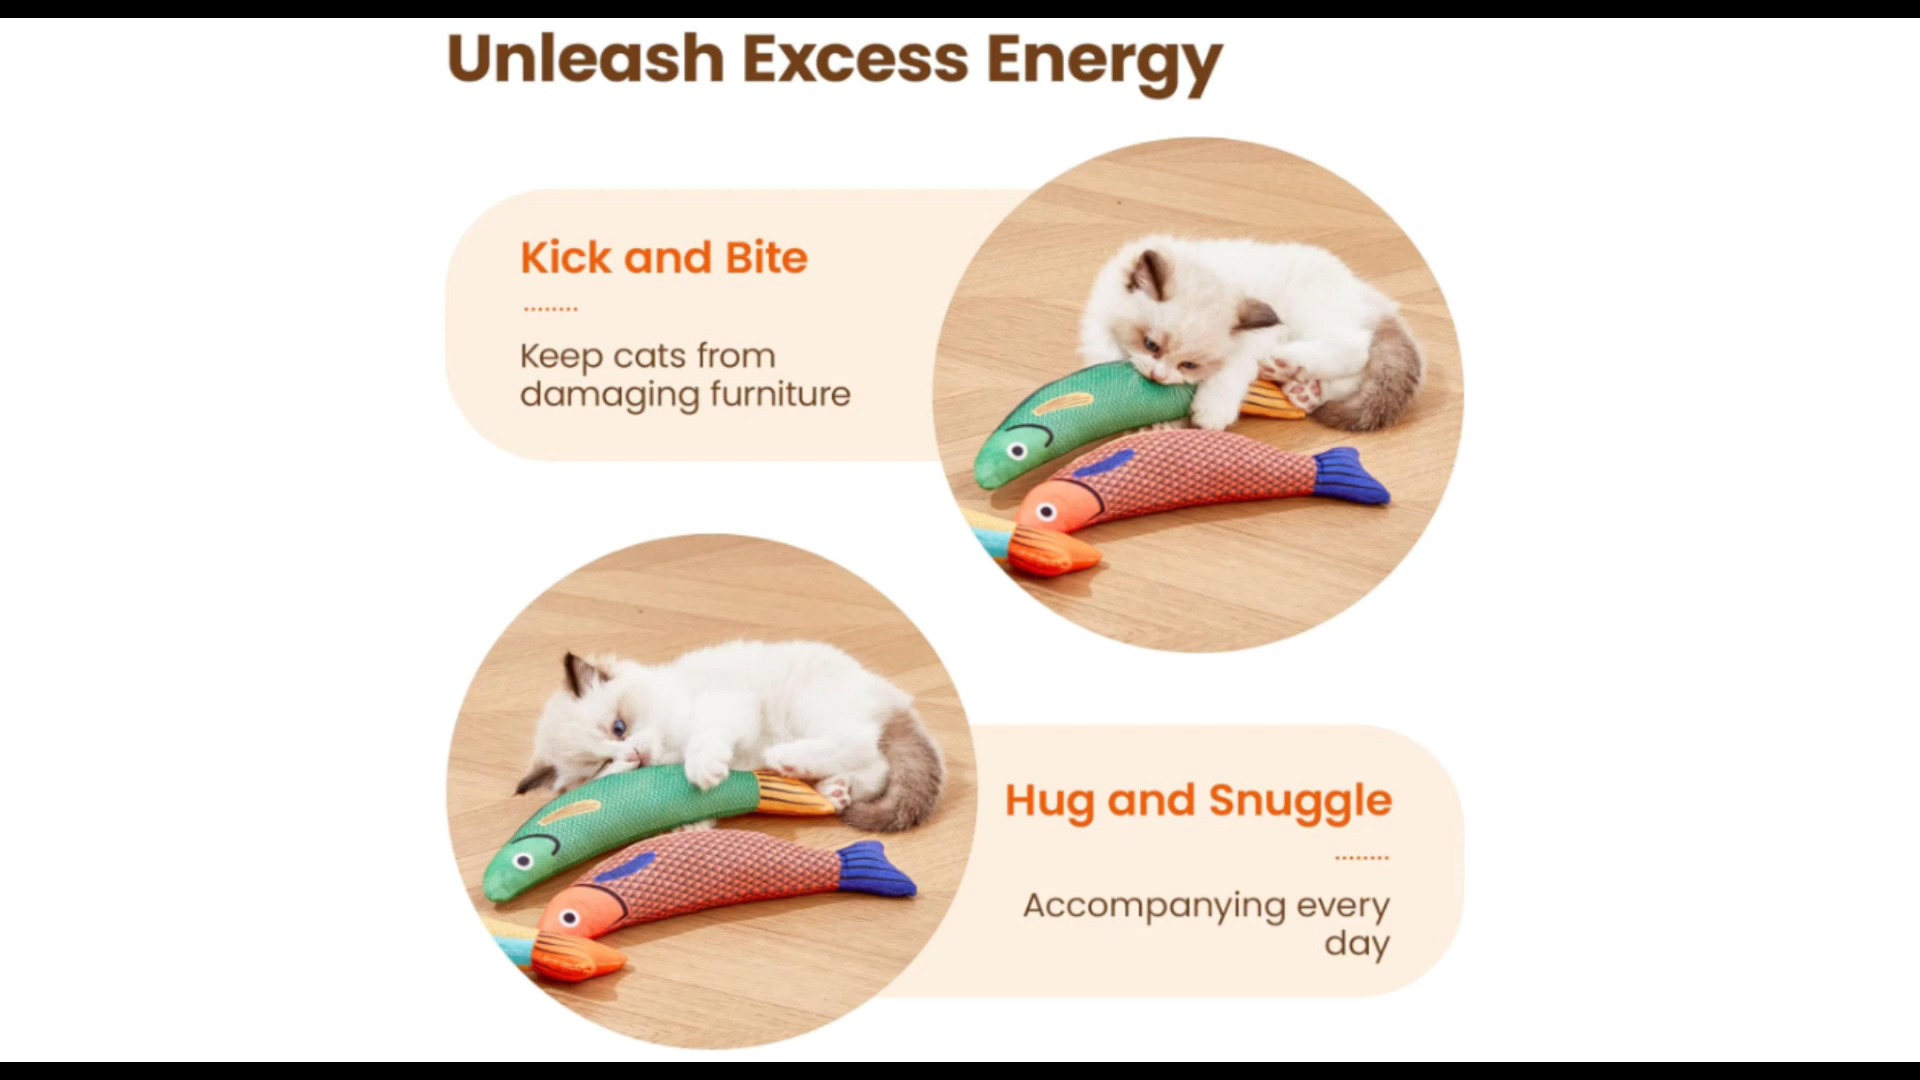 Unleash Excess Energy
Kick and Bite
Keep cats from
damaging furniture
Hug and Snuggle
Accompanying every
day